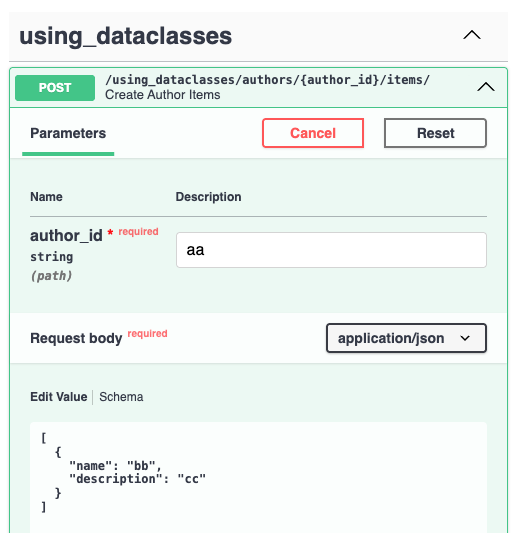 using_dataclasses
POST /using_dataclasses/authors/{author_id}/items/
Create Author Items
Parameters Cancel Reset
Name Description
author_id * required aa
string
(path)
Request body required application/json
Edit Value Schema
[
  {
    "name": "bb",
    "description": "cc"
  }
]